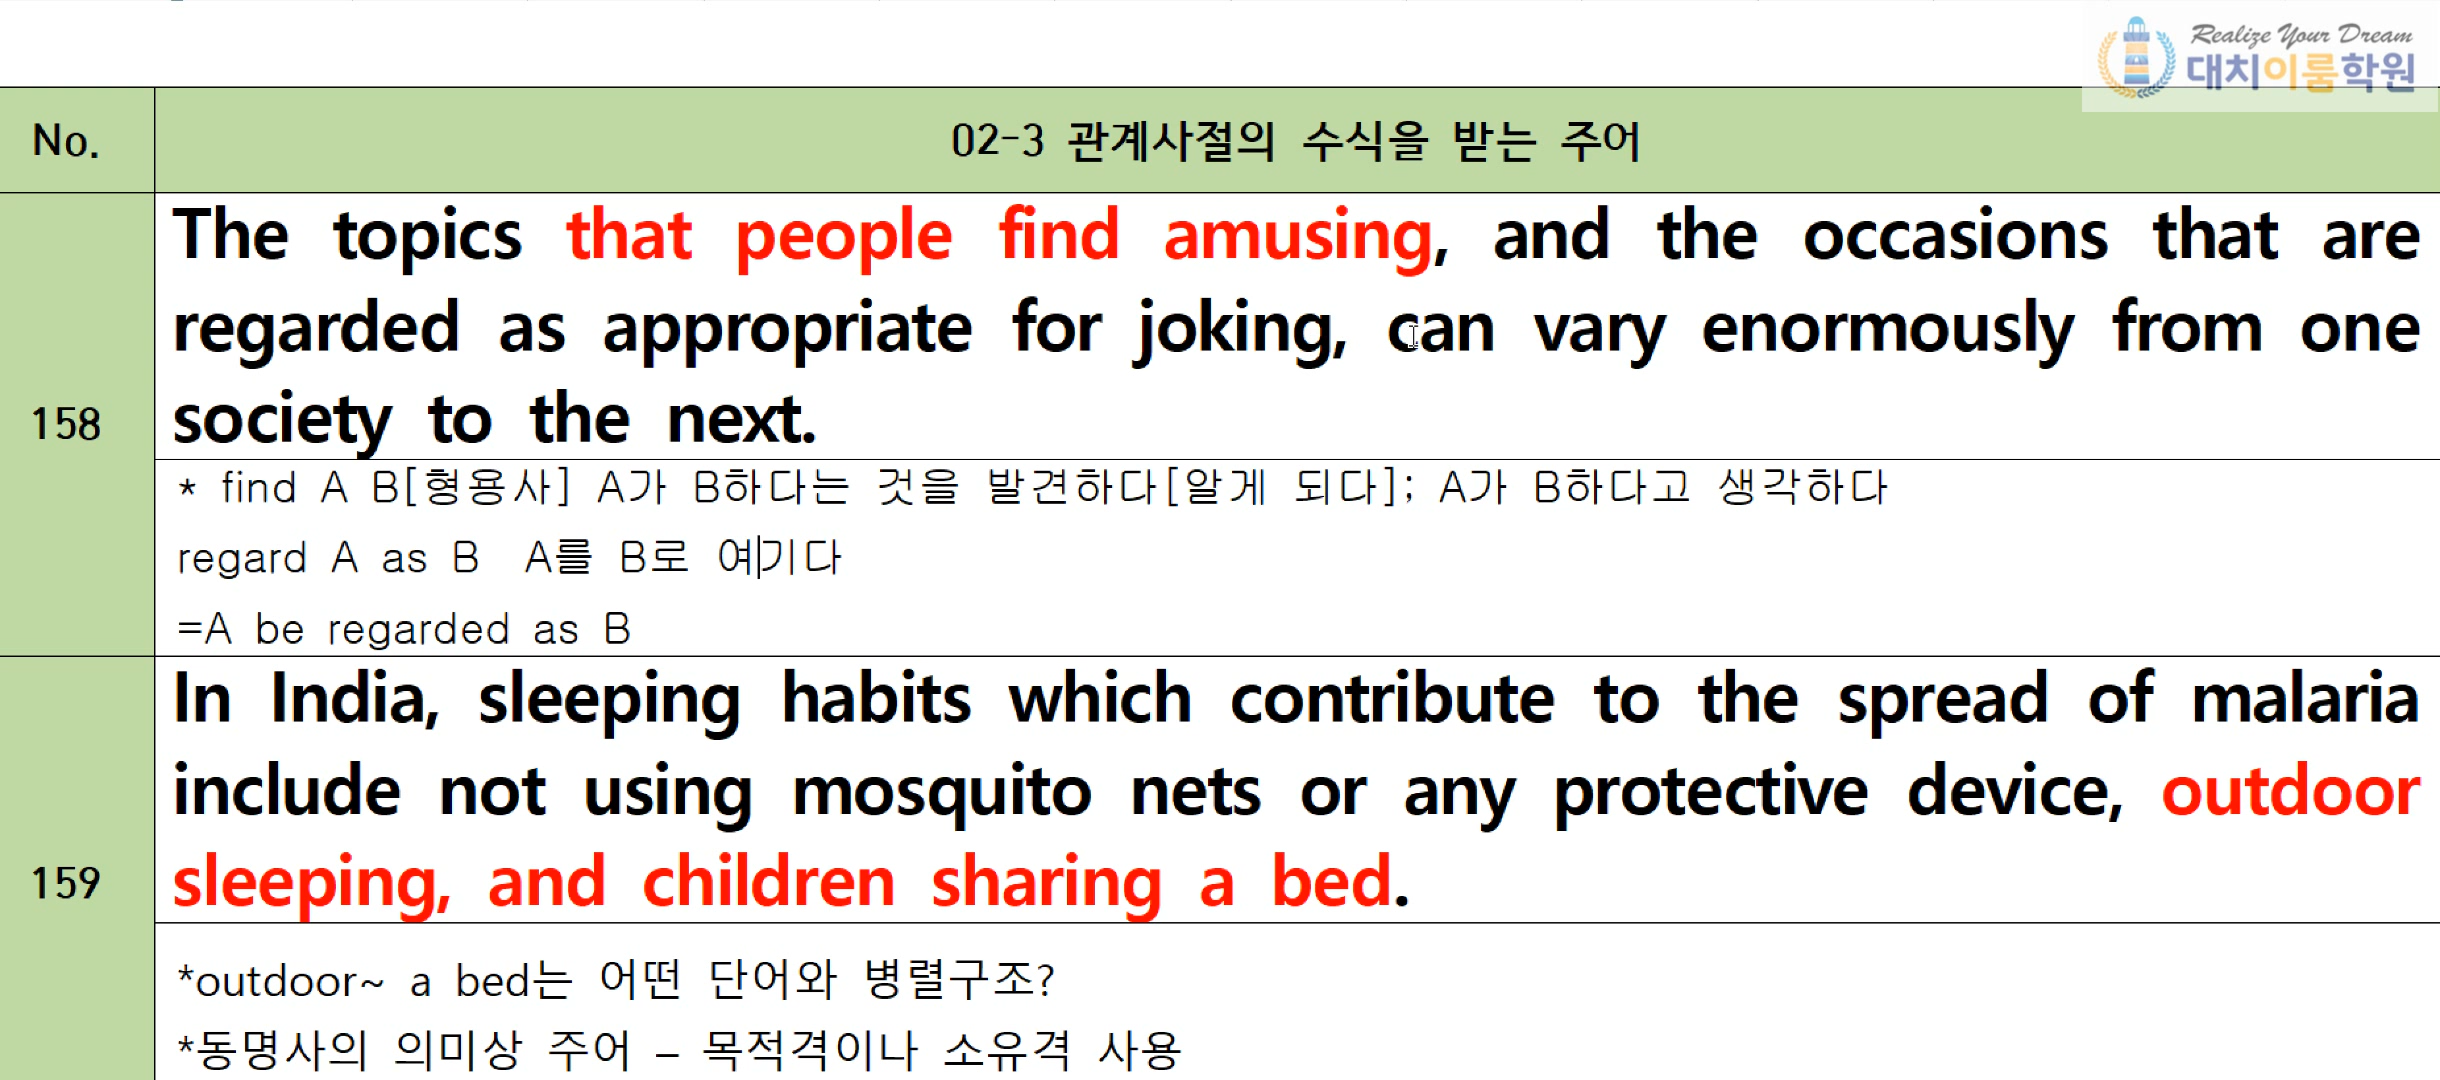 Realize Your Dream
대치이룸학원
No.
02-3 관계사절의 수식을 받는 주어
158
The topics that people find amusing, and the occasions that are
regarded as appropriate for joking, can vary enormously from one
society to the next.
* find A B[형용사] A가 B하다는 것을 발견하다[알게 되다]; A가 B하다고 생각하다
regard A as B A를 B로 여기다
=A be regarded as B
159
In India, sleeping habits which contribute to the spread of malaria
include not using mosquito nets or any protective device, outdoor
sleeping, and children sharing a bed.
*outdoor~ a bed는 어떤 단어와 병렬구조?
*동명사의 의미상 주어 – 목적격이나 소유격 사용